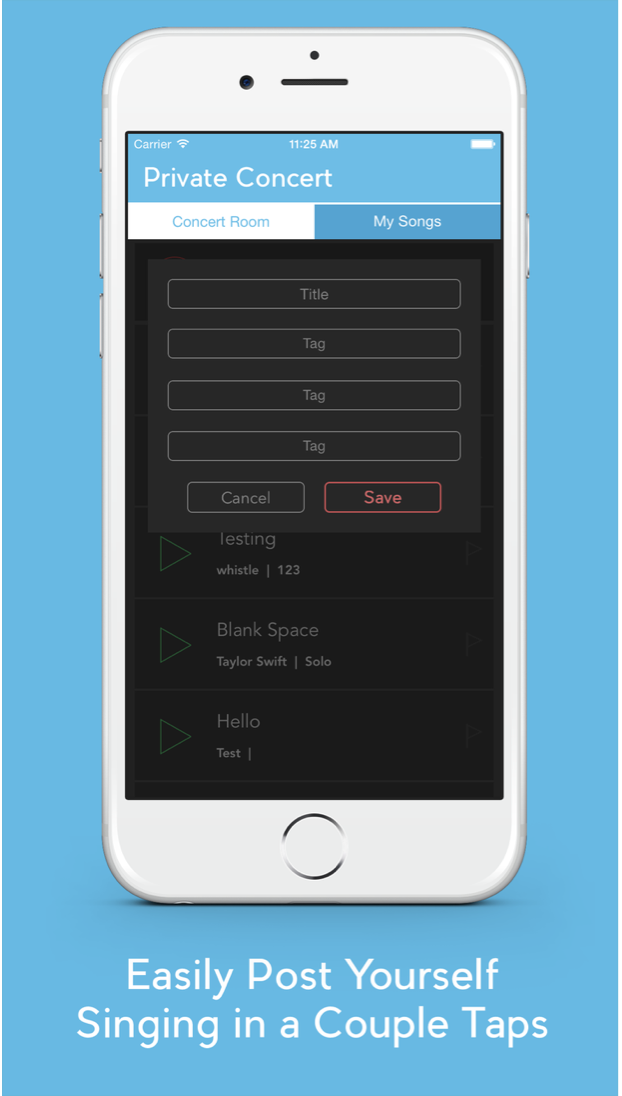 Carrier 11:25 AM
Private Concert
Concert Room My Songs
Title
Tag
Tag
Tag
Cancel Save
Testing
whistle | 123
Blank Space
Taylor Swift | Solo
Hello
Test |
Easily Post Yourself
Singing in a Couple Taps